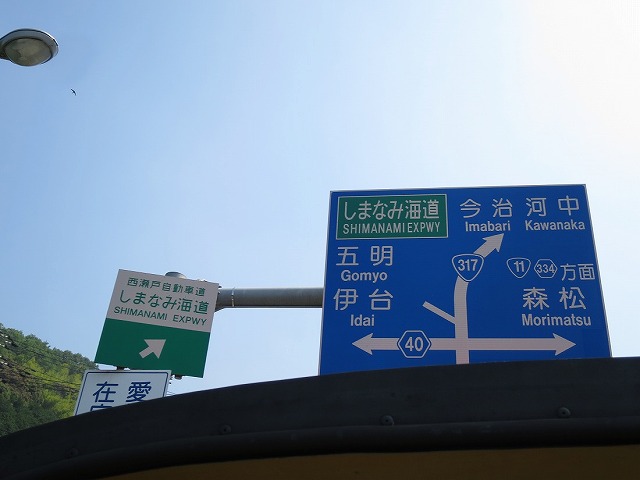 しまなみ海道
SHIMANAMI EXPWY
今治 河中
Imabari Kawanaka
五明
Gomyo
317
11 334 方面
伊台
Idai
森松
Morimatsu
40
西瀬戸自動車道
しまなみ海道
SHIMANAMI EXPWY
在 愛